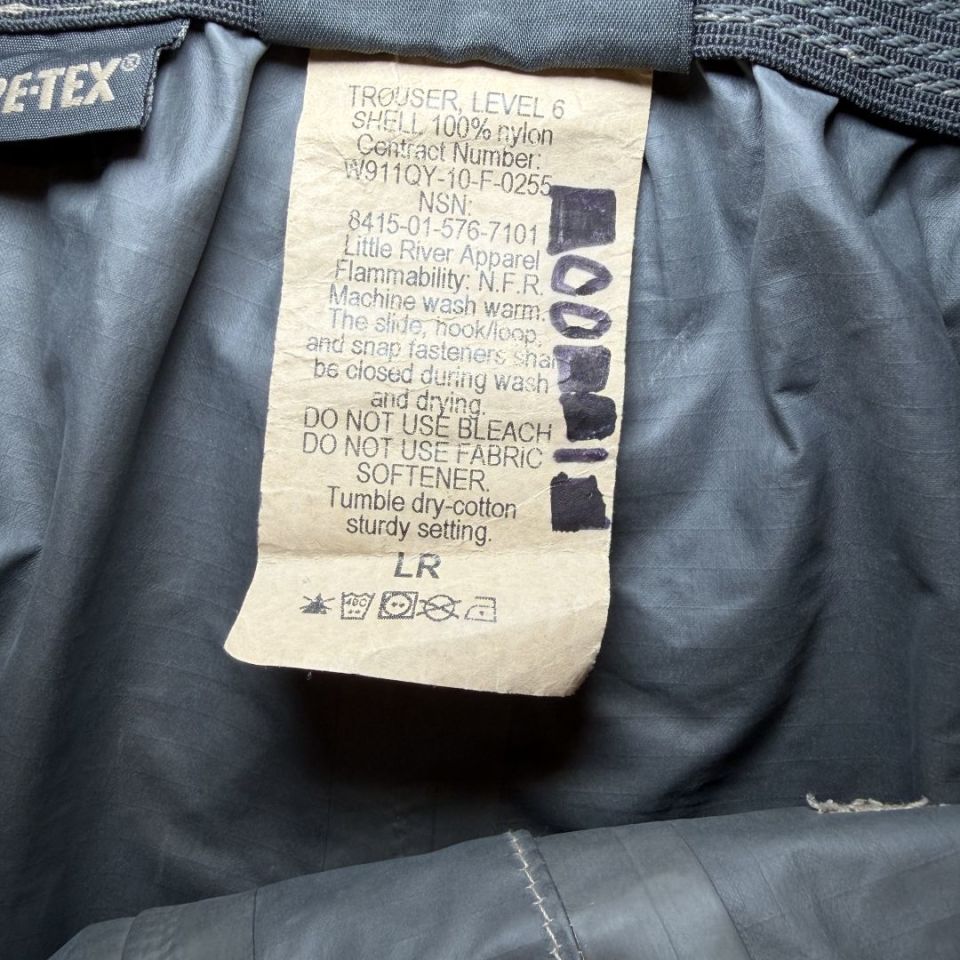 E-TEX®
TROUSER, LEVEL 6
SHELL 100% nylon
Contract Number:
W911QY-10-F-0255
NSN:
8415-01-576-7101
Little River Apparel
Flammability: N.F.R.
Machine wash warm.
The slide, hook/loop,
and snap fasteners shal
be closed during wash
and drying.
DO NOT USE BLEACH
DO NOT USE FABRIC
SOFTENER.
Tumble dry-cotton
sturdy setting.
LR